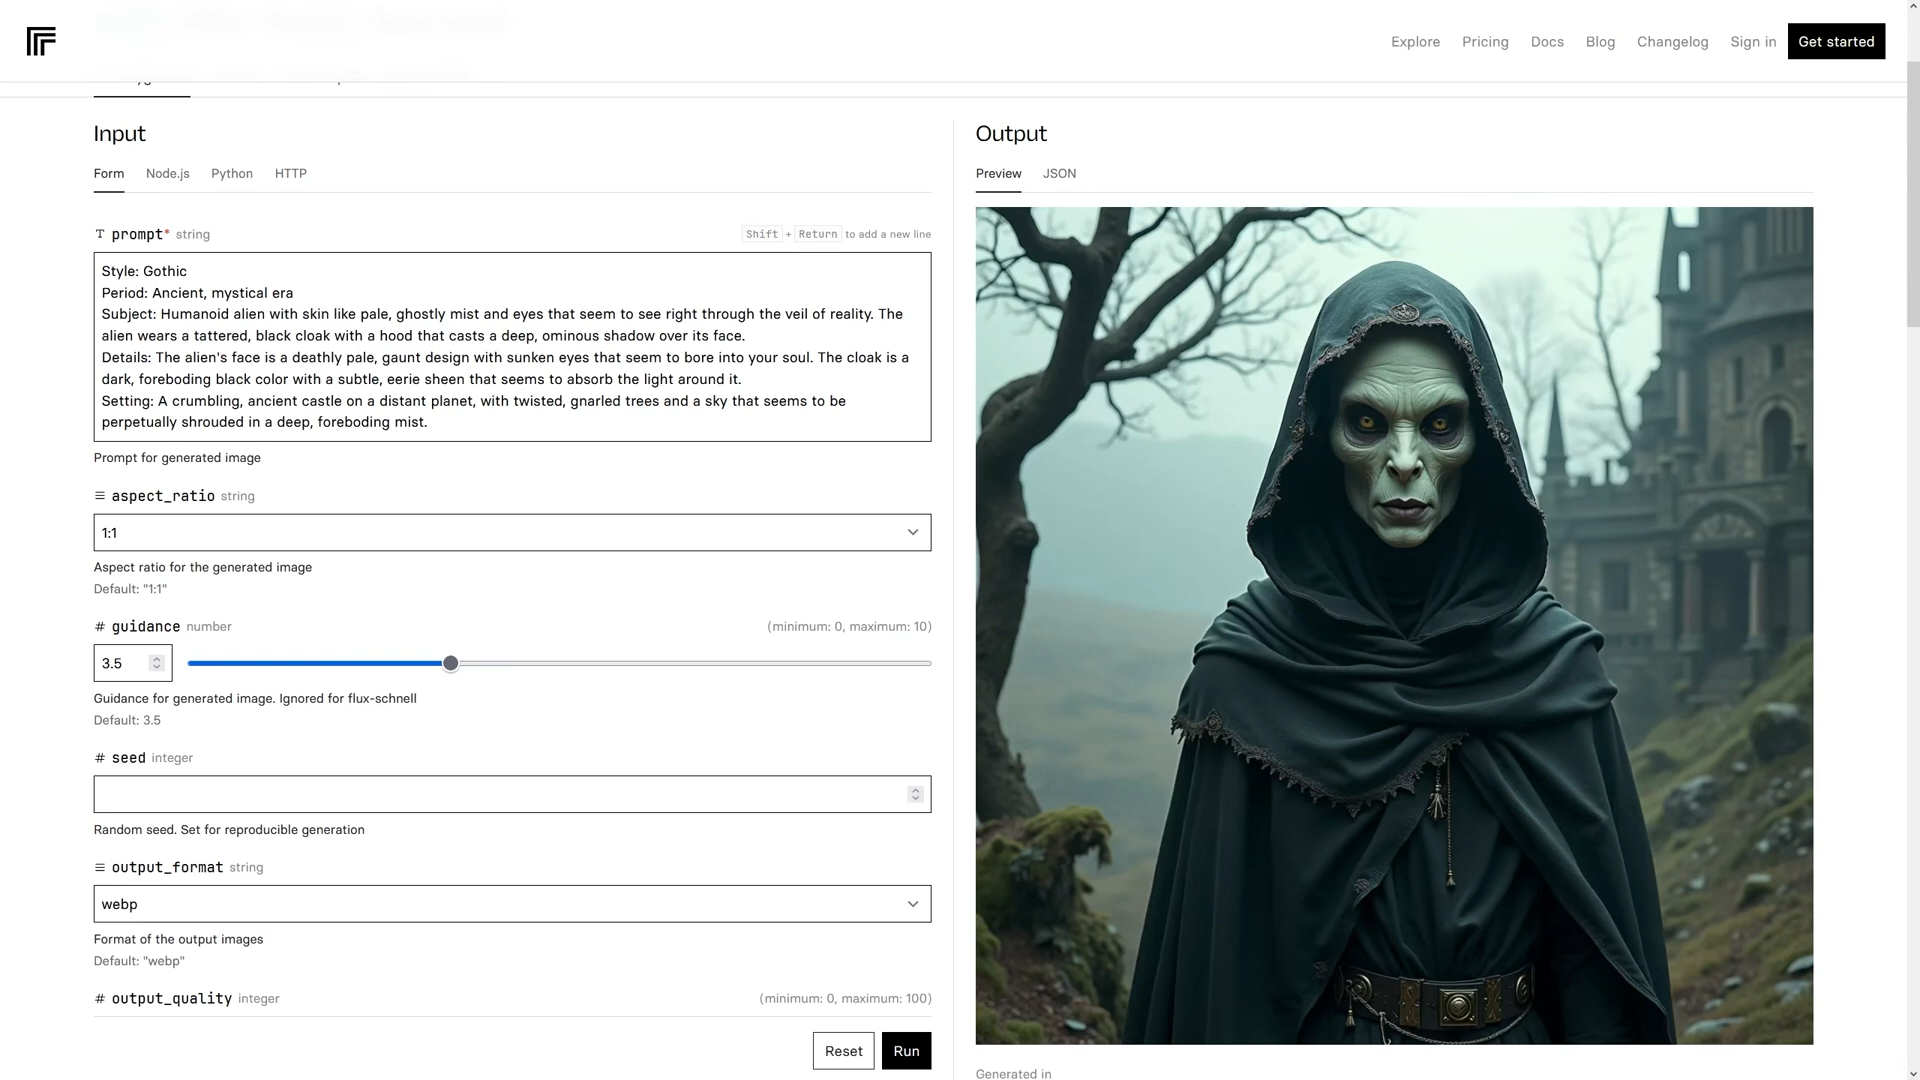 Explore
Pricing
Docs
Blog
Changelog
Sign in
Get started
Input
Form
Node.js
Python
HTTP
prompt* string
Shift + Return to add a new line
Style: Gothic
Period: Ancient, mystical era
Subject: Humanoid alien with skin like pale, ghostly mist and eyes that seem to see right through the veil of reality. The
alien wears a tattered, black cloak with a hood that casts a deep, ominous shadow over its face.
Details: The alien's face is a deathly pale, gaunt design with sunken eyes that seem to bore into your soul. The cloak is a
dark, foreboding black color with a subtle, eerie sheen that seems to absorb the light around it.
Setting: A crumbling, ancient castle on a distant planet, with twisted, gnarled trees and a sky that seems to be
perpetually shrouded in a deep, foreboding mist.
Prompt for generated image
aspect_ratio string
1:1
Aspect ratio for the generated image
Default: "1:1"
# guidance number
(minimum: 0, maximum: 10)
3.5
Guidance for generated image. Ignored for flux-schnell
Default: 3.5
# seed integer
Random seed. Set for reproducible generation
output_format string
webp
Format of the output images
Default: "webp"
# output_quality integer
(minimum: 0, maximum: 100)
Reset
Run
Output
Preview
JSON
Generated in